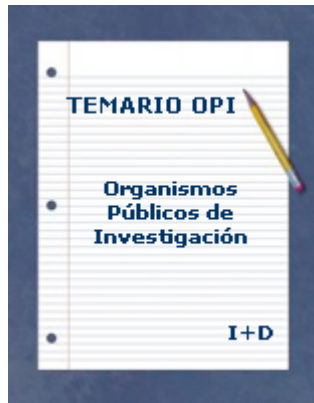 TEMARIO OPI
Organismos
Públicos de
Investigación
I+D